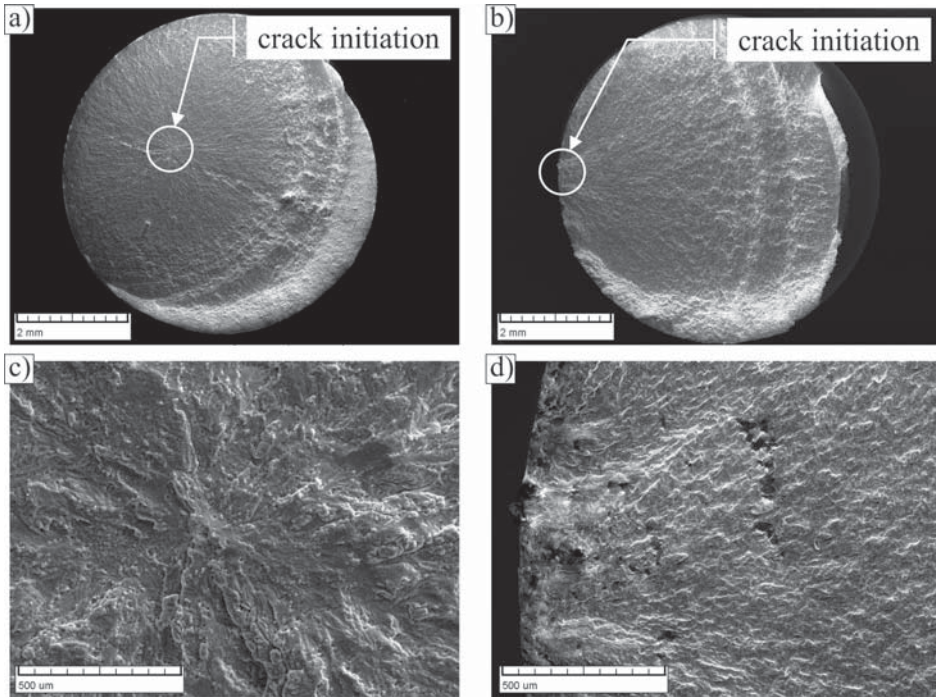 a)
crack initiation
b)
crack initiation
2 mm
2 mm
c)
d)
500 um
500 um